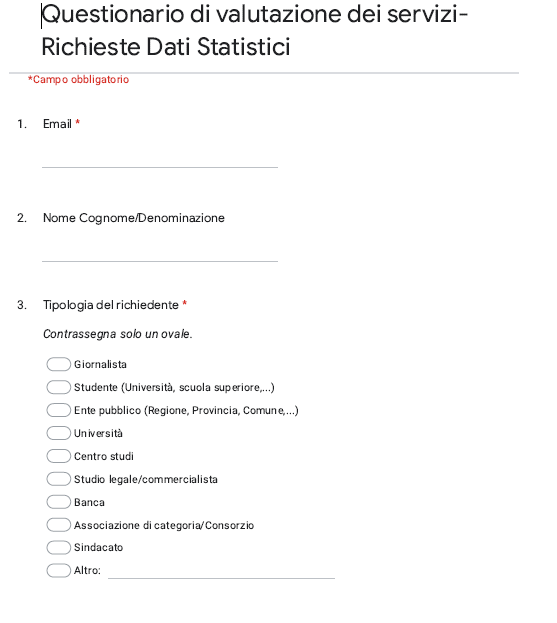 Questionario di valutazione dei servizi-
Richieste Dati Statistici
*Campo obbligatorio
1. Email *
2. Nome Cognome/Denominazione
3. Tipologia del richiedente *
Contrassegna solo un ovale.
Giornalista
Studente (Università, scuola superiore,...)
Ente pubblico (Regione, Provincia, Comune,...)
Università
Centro studi
Studio legale/commercialista
Banca
Associazione di categoria/Consorzio
Sindacato
Altro: